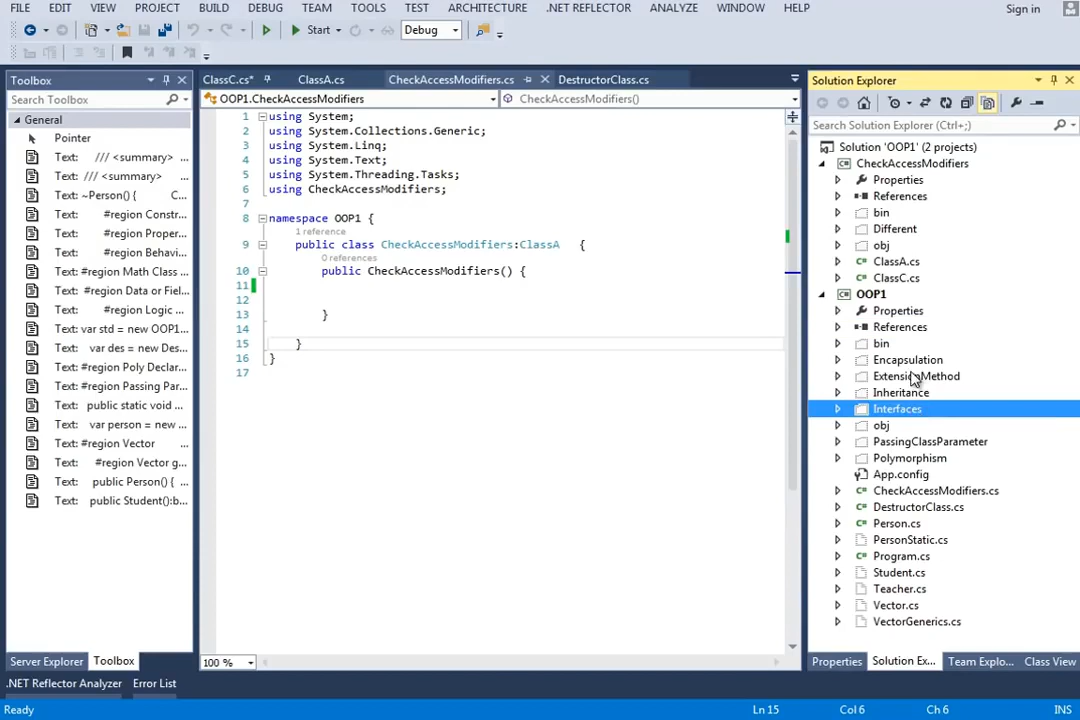 FILE EDIT VIEW PROJECT BUILD DEBUG TEAM TOOLS TEST ARCHITECTURE .NET REFLECTOR ANALYZE WINDOW HELP Sign in
Start Debug
Toolbox
Search Toolbox
General
Pointer
Text: /// <summary> ...
Text: /// <summary> ...
Text: ~Person() { C...
Text: #region Constr...
Text: #region Proper...
Text: #region Behavi...
Text: #region Math Class ...
Text: #region Data or Fiel...
Text: #region Logic ...
Text: var std = new OOP1...
Text: var des = new Des...
Text: #region Poly Declar...
Text: #region Passing Par...
Text: public static void ...
Text: var person = new ...
Text: #region Vector ...
Text: #region Vector g...
Text: public Person() { ...
Text: public Student():b...
Server Explorer Toolbox
.NET Reflector Analyzer Error List
ClassC.cs* ClassA.cs CheckAccessModifiers.cs DestructorClass.cs
OOP1.CheckAccessModifiers CheckAccessModifiers()
1 using System;
2 using System.Collections.Generic;
3 using System.Linq;
4 using System.Text;
5 using System.Threading.Tasks;
6 using CheckAccessModifiers;
7
8 namespace OOP1 {
1 reference
9 public class CheckAccessModifiers:ClassA {
0 references
10 public CheckAccessModifiers() {
11
12
13 }
14
15 }
16 }
17
100 %
Solution Explorer
Search Solution Explorer (Ctrl+;)
Solution 'OOP1' (2 projects)
CheckAccessModifiers
Properties
References
bin
Different
obj
ClassA.cs
ClassC.cs
OOP1
Properties
References
bin
Encapsulation
ExtensionMethod
Inheritance
Interfaces
obj
PassingClassParameter
Polymorphism
App.config
CheckAccessModifiers.cs
DestructorClass.cs
Person.cs
PersonStatic.cs
Program.cs
Student.cs
Teacher.cs
Vector.cs
VectorGenerics.cs
Properties Solution Ex... Team Explo... Class View
Ready Ln 15 Col 6 Ch 6 INS